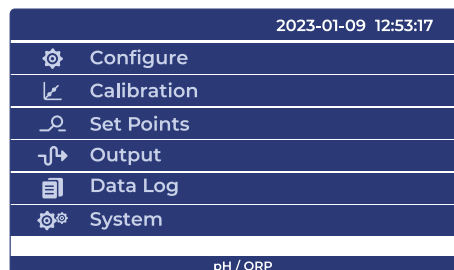 2023-01-09 12:53:17
Configure
Calibration
Set Points
Output
Data Log
System
pH / ORP